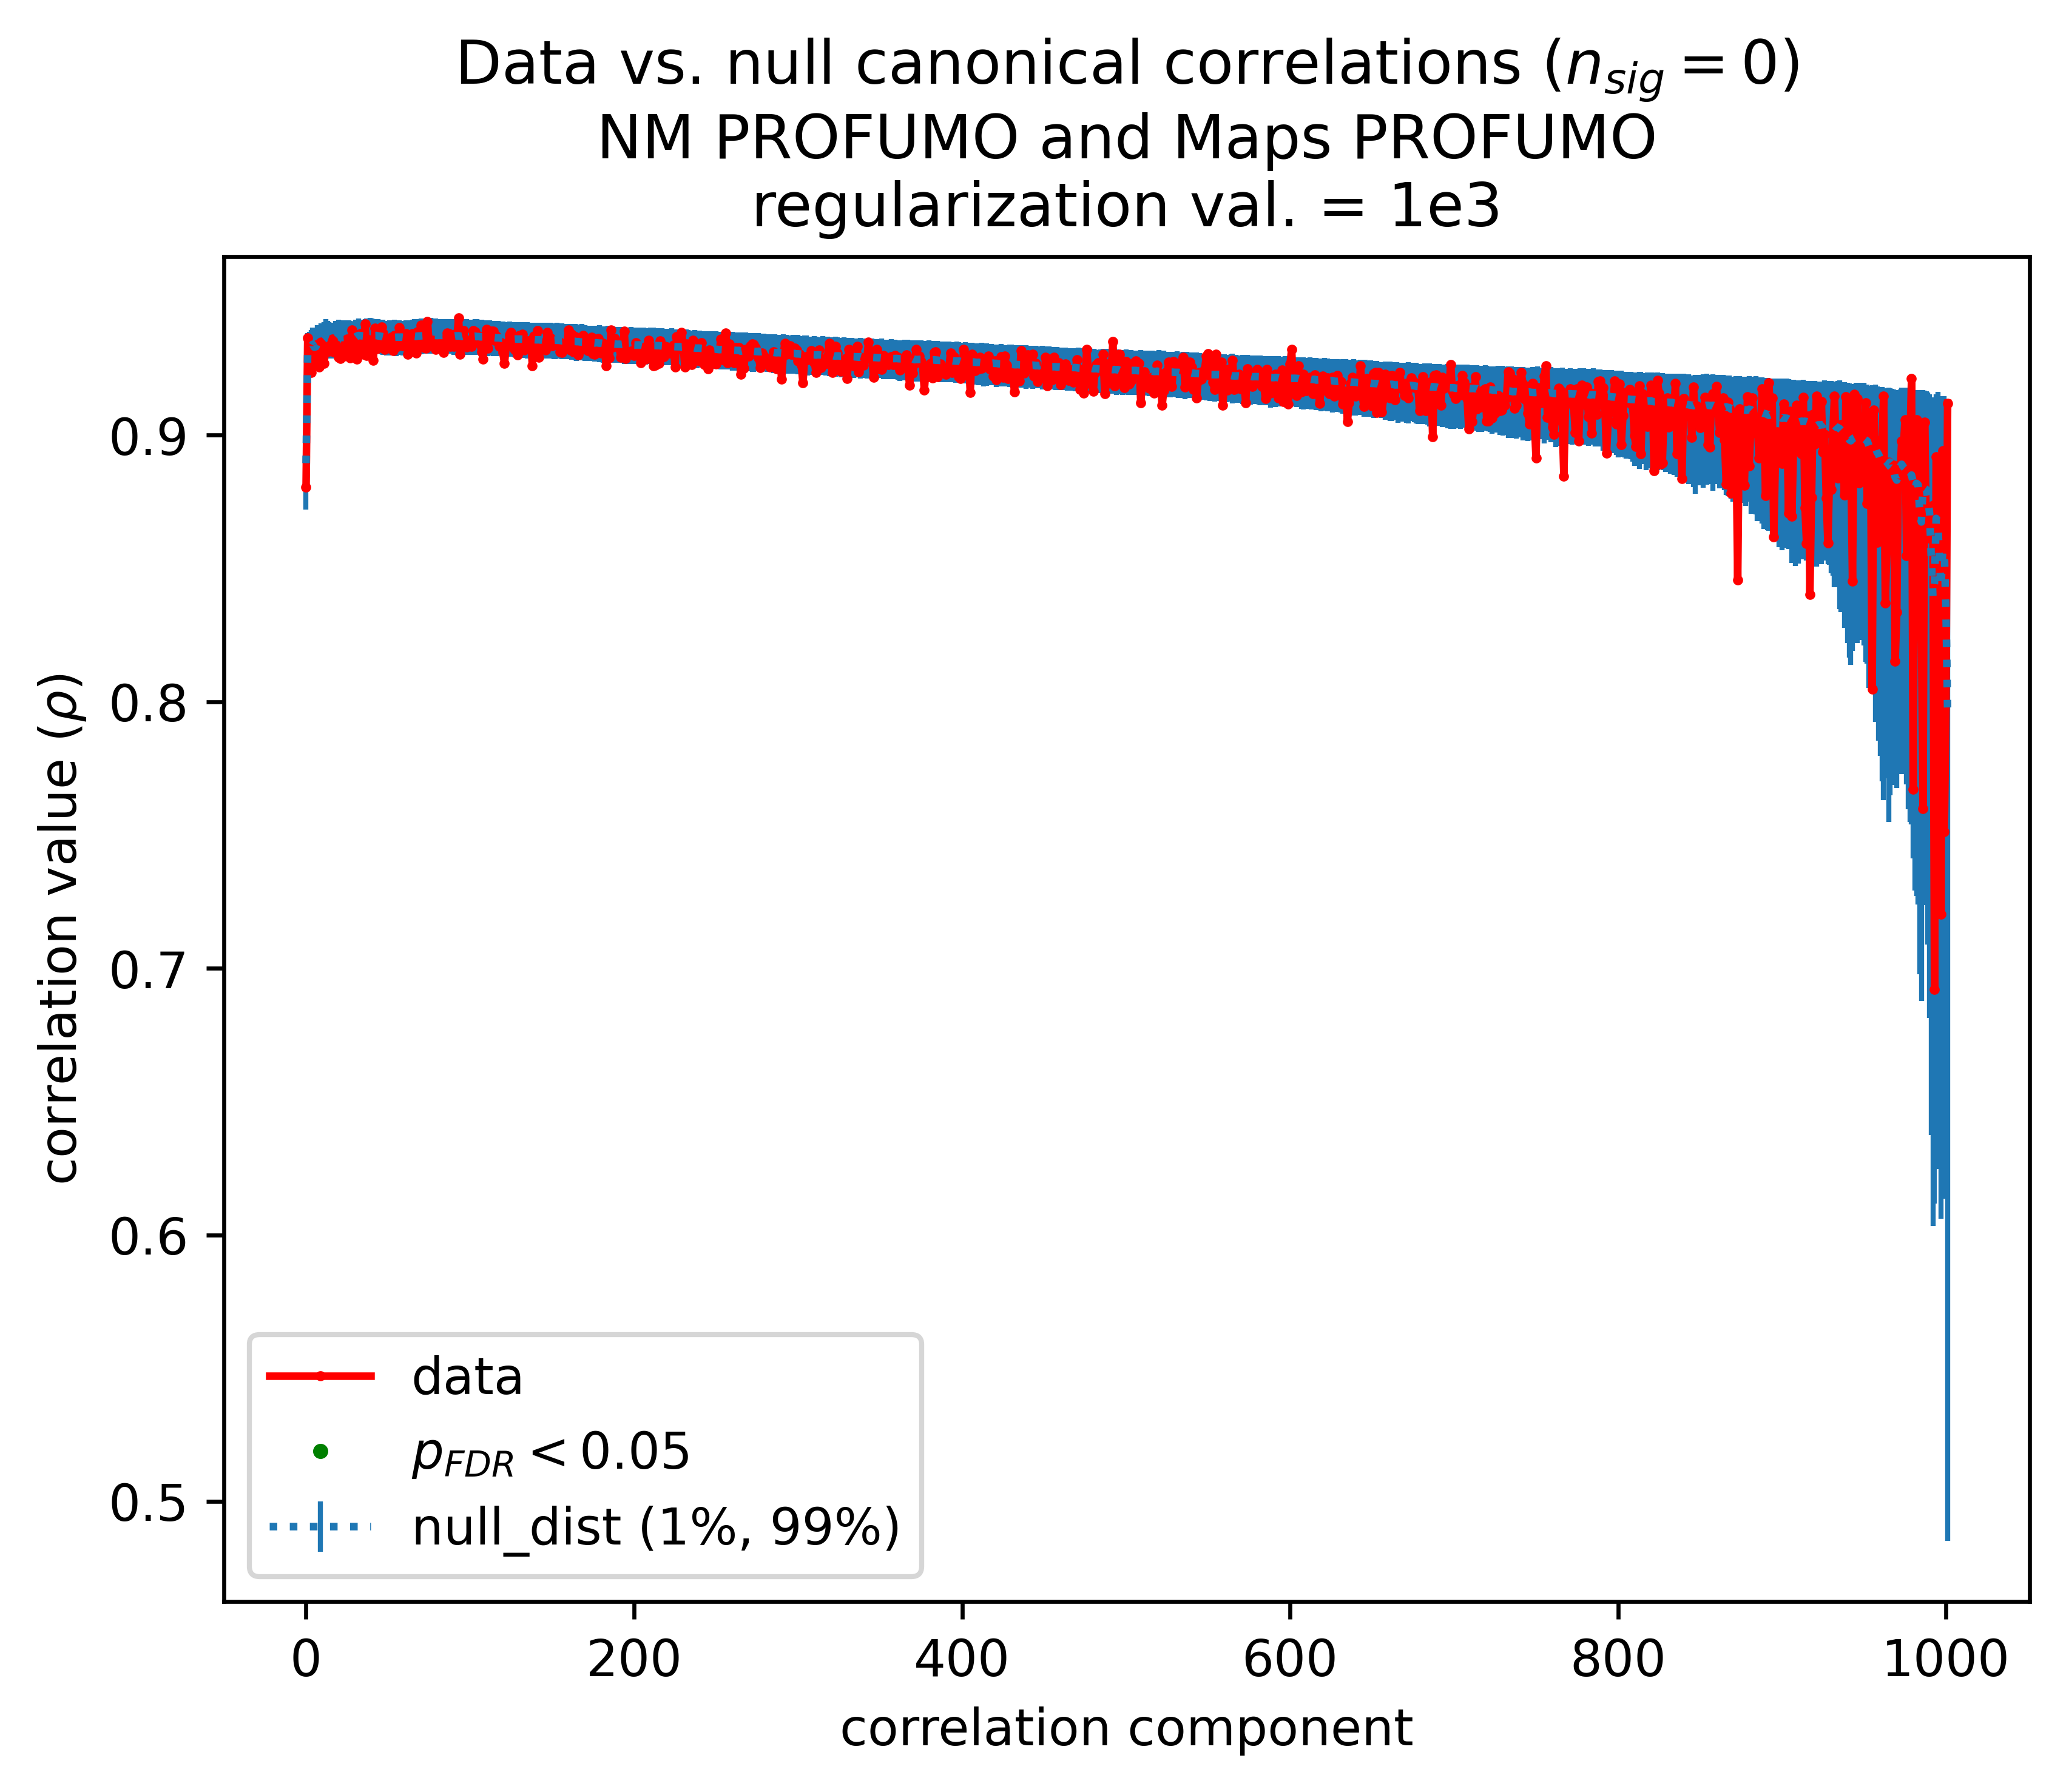 Data vs. null canonical correlations (n_sig = 0)
NM PROFUMO and Maps PROFUMO
regularization val. = 1e3
correlation value (ρ)
0.9
0.8
0.7
0.6
0.5
data
p_FDR < 0.05
null_dist (1%, 99%)
0 200 400 600 800 1000
correlation component